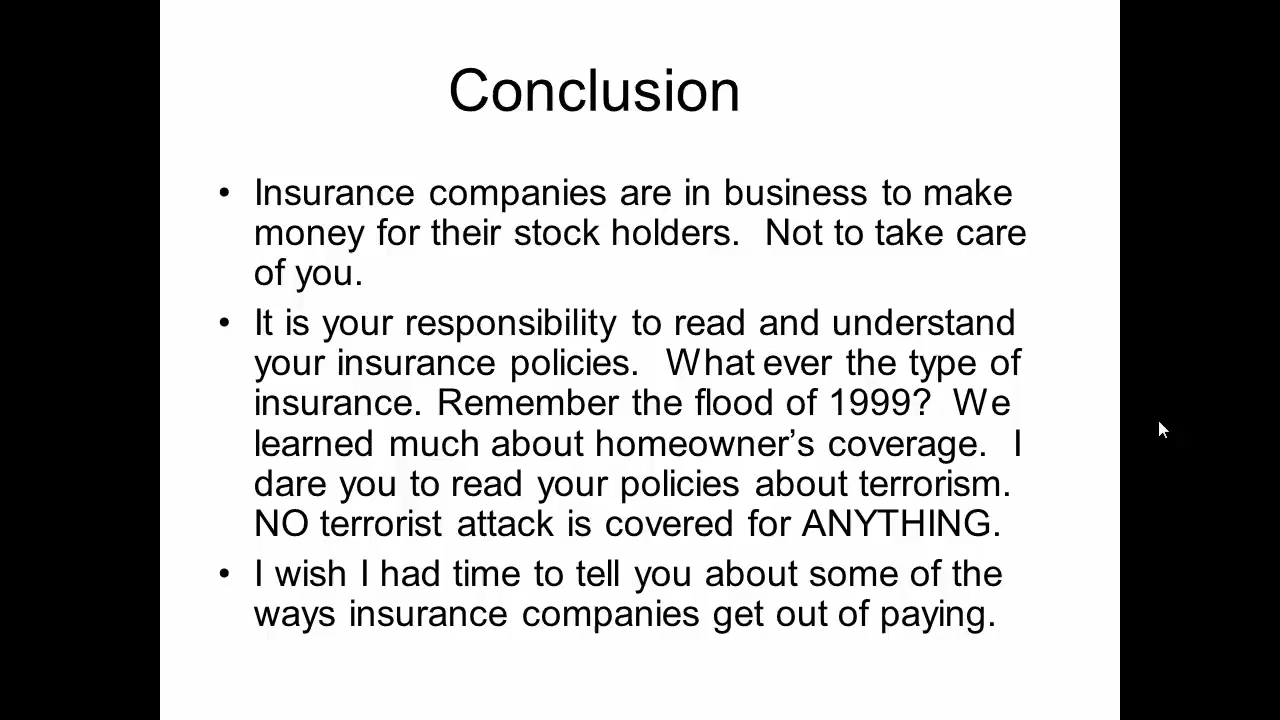 Conclusion
• Insurance companies are in business to make
money for their stock holders.  Not to take care
of you.
• It is your responsibility to read and understand
your insurance policies.  What ever the type of
insurance. Remember the flood of 1999?  We
learned much about homeowner’s coverage.  I
dare you to read your policies about terrorism.
NO terrorist attack is covered for ANYTHING.
• I wish I had time to tell you about some of the
ways insurance companies get out of paying.